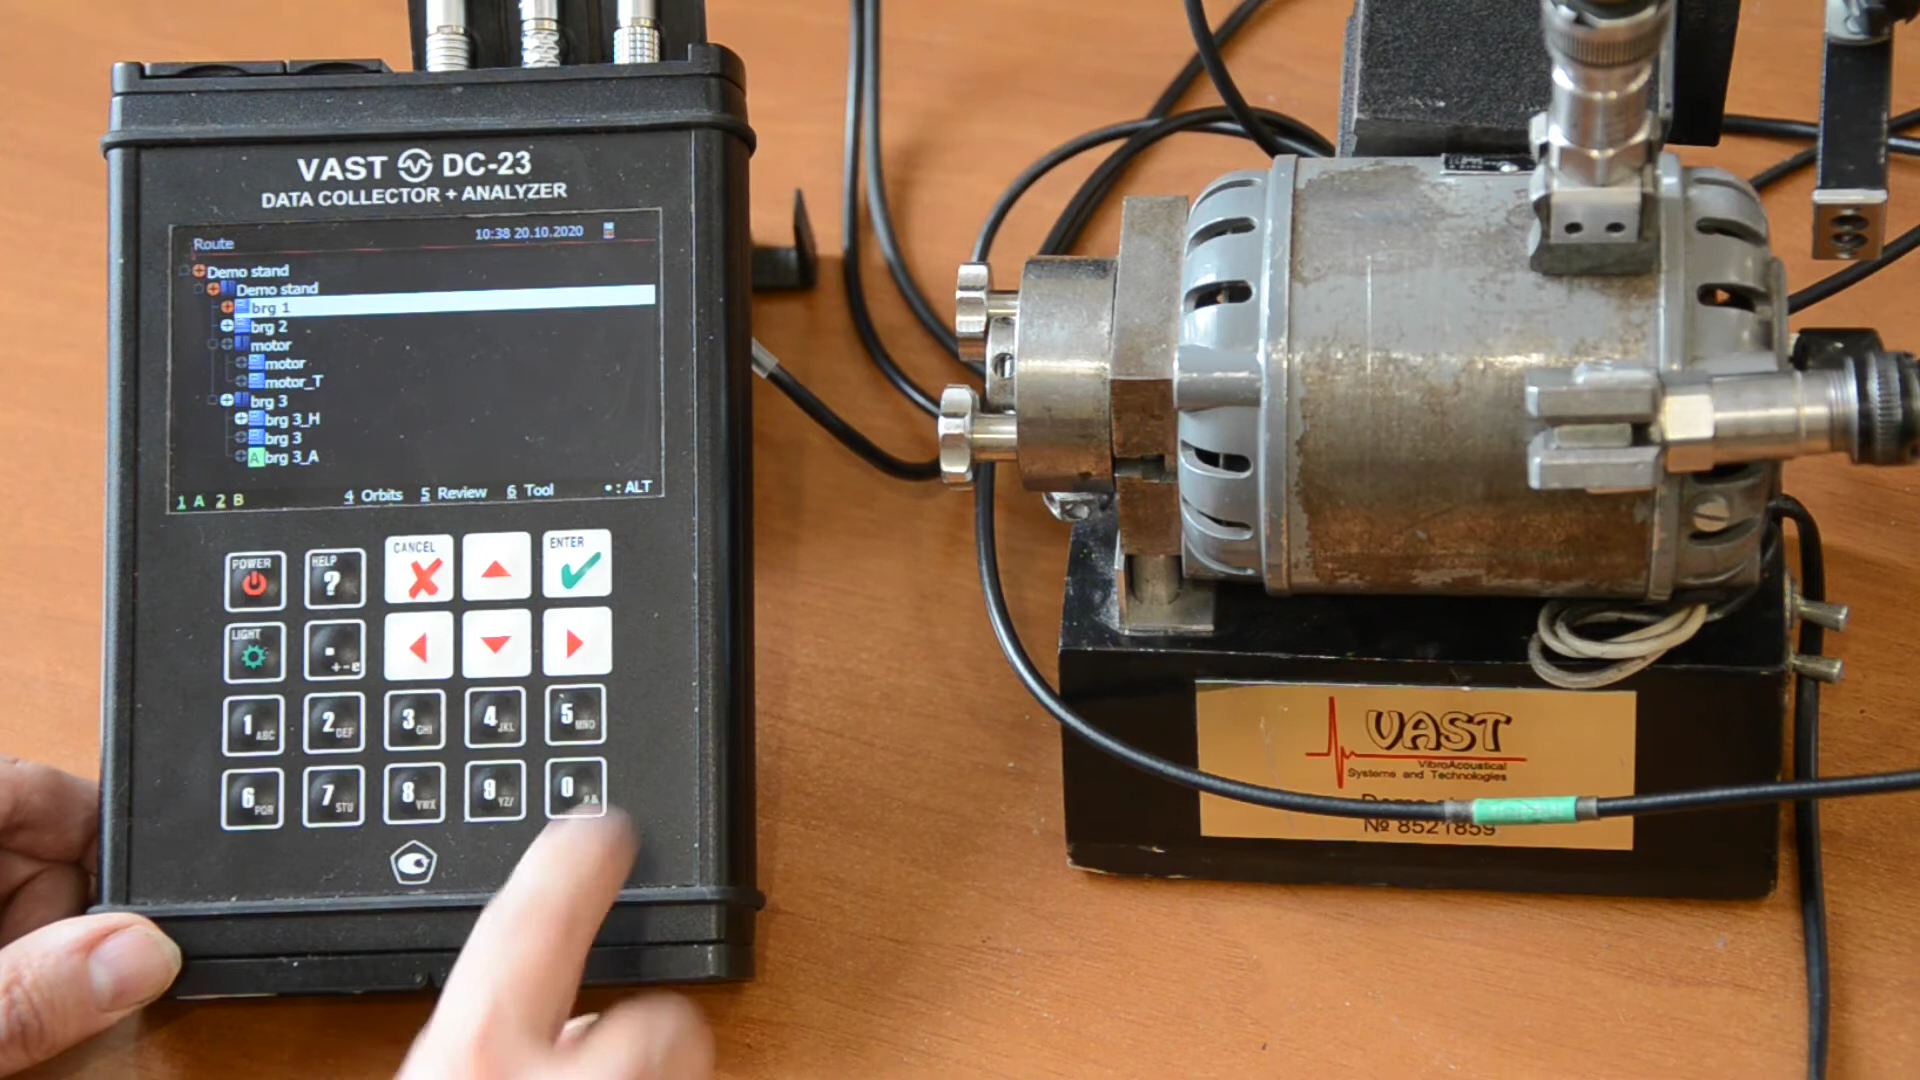 VAST DC-23
DATA COLLECTOR + ANALYZER
Route
10:38 20.10.2020
Demo stand
Demo stand
brg 1
brg 2
motor
motor
motor_T
brg 3
brg 3_H
brg 3
A brg 3_A
1 A 2 B
4 Orbits 5 Review 6 Tool
•:ALT
POWER
HELP
?
CANCEL
ENTER
LIGHT
. + - e
1 ABC
2 DEF
3 GHI
4 JKL
5 MNO
6 PQR
7 STU
8 VWX
9 YZ/
0
VAST
VibroAcoustical
Systems and Technologies
№ 8521859